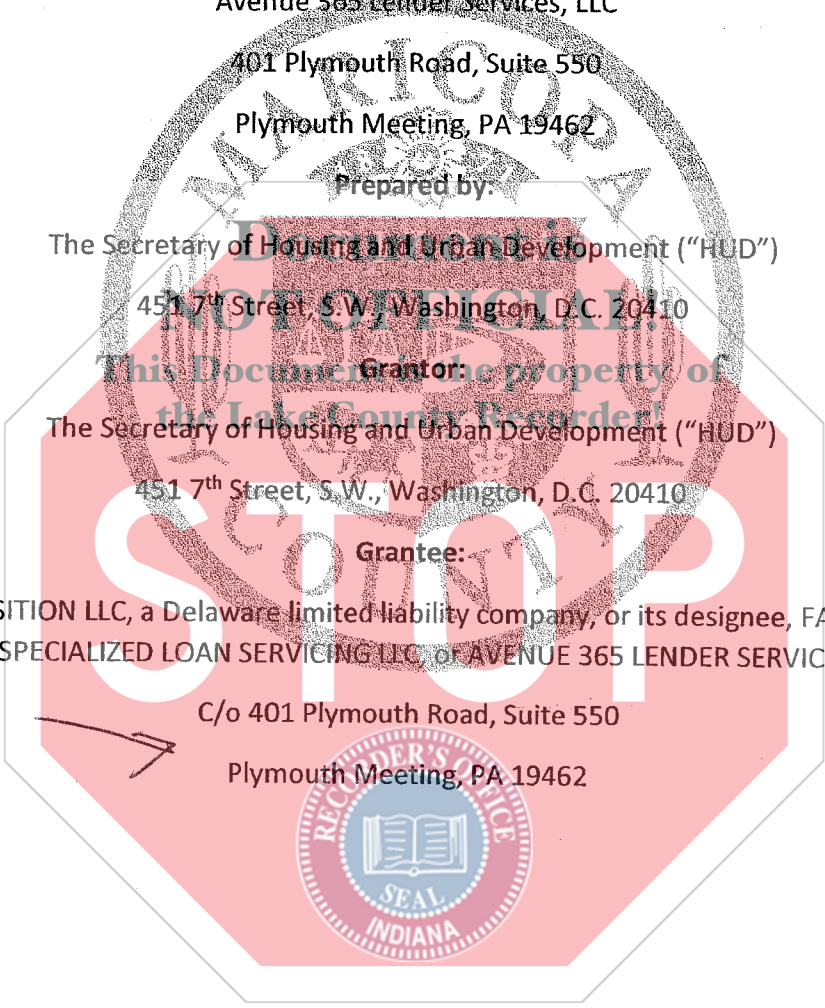 Avenue 365 Lender Services, LLC
401 Plymouth Road, Suite 550
Plymouth Meeting, PA 19462
Prepared by:
The Secretary of Housing and Urban Development (“HUD”)
451 7th Street, S.W., Washington, D.C. 20410
Grantor:
The Secretary of Housing and Urban Development (“HUD”)
451 7th Street, S.W., Washington, D.C. 20410
Grantee:
SITION LLC, a Delaware limited liability company, or its designee, FA
SPECIALIZED LOAN SERVICING LLC, or AVENUE 365 LENDER SERVIC
C/o 401 Plymouth Road, Suite 550
Plymouth Meeting, PA 19462
MARICOPA
COUNTY
Document is
NOT OFFICIAL!
This Document is the property of
the Lake County Recorder!
STOP
RECORDER'S OFFICE
SEAL
INDIANA